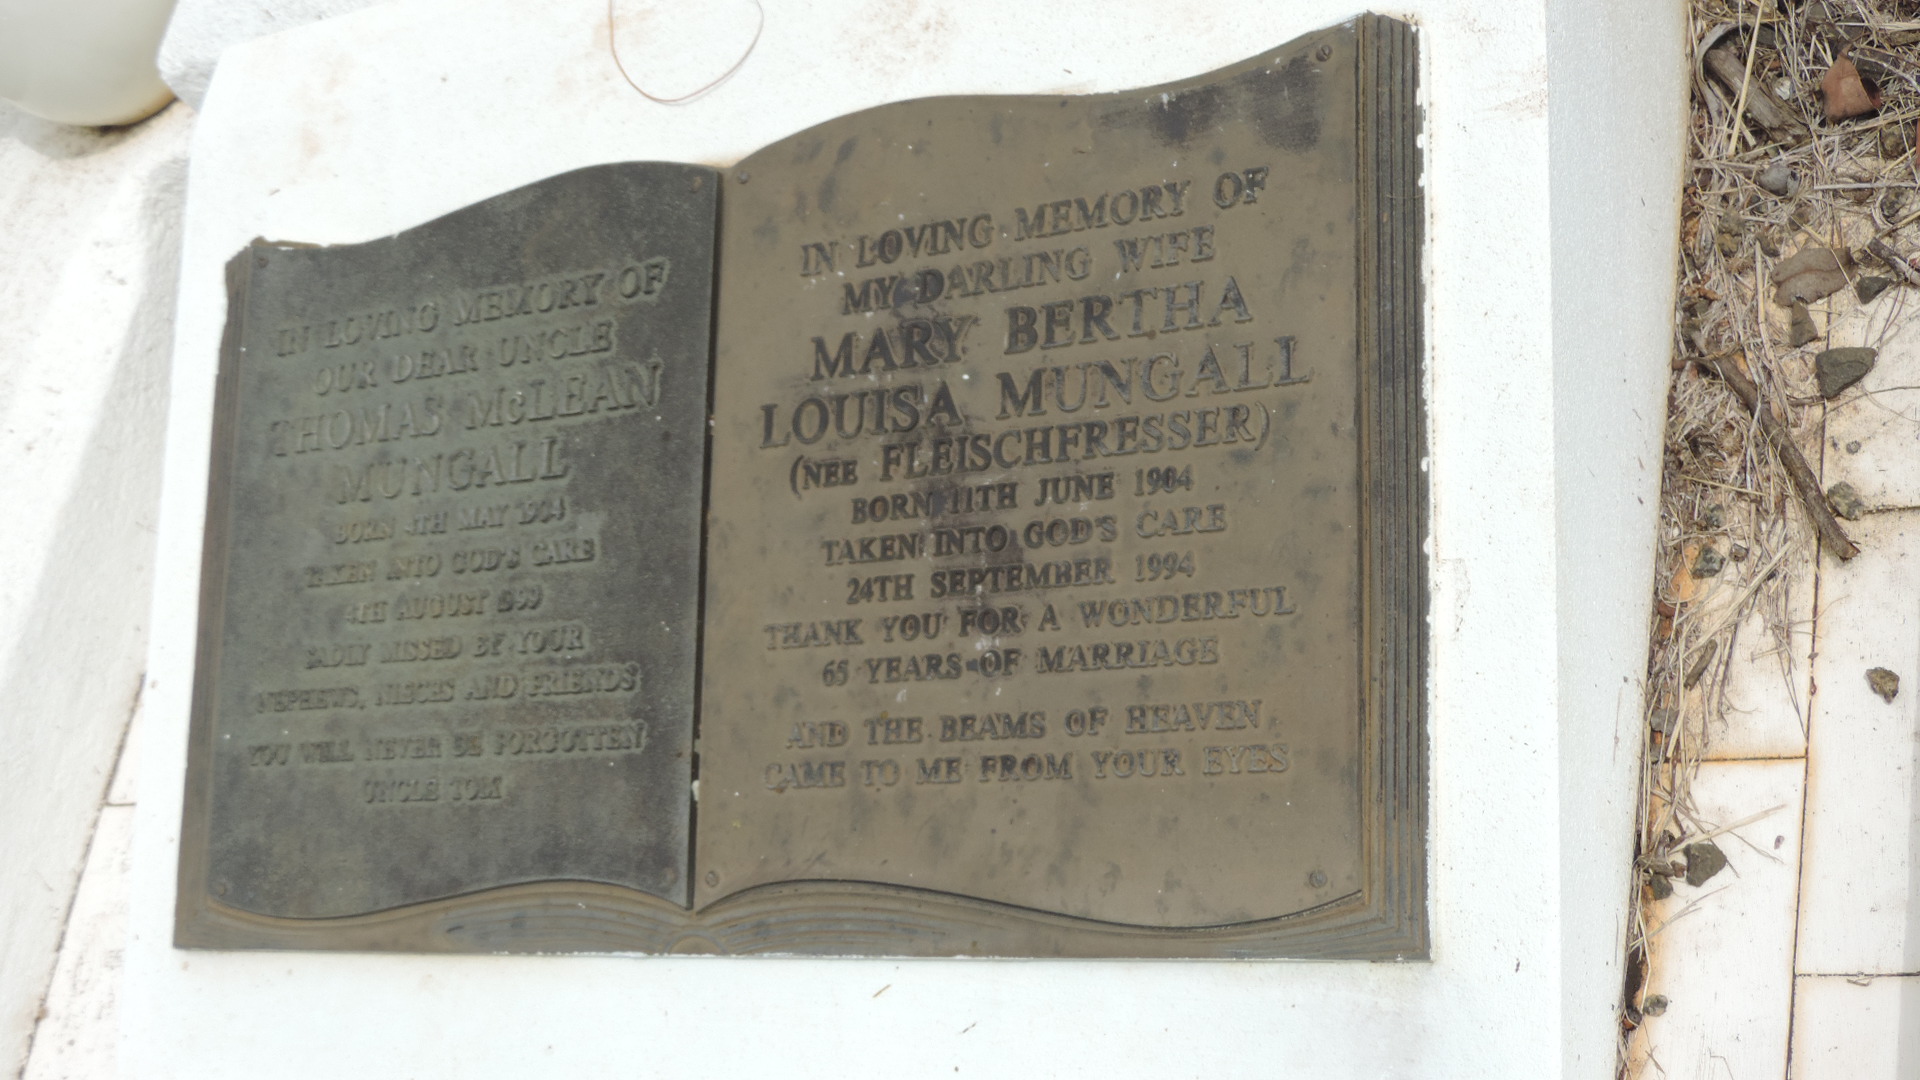 IN LOVING MEMORY OF
OUR DEAR UNCLE
THOMAS McLEAN
MUNGALL
BORN 4TH MAY 1904
TAKEN INTO GOD'S CARE
4TH AUGUST 1999
SADLY MISSED BY YOUR
NEPHEWS, NIECES AND FRIENDS
YOU WILL NEVER BE FORGOTTEN
UNCLE TOM
IN LOVING MEMORY OF
MY DARLING WIFE
MARY BERTHA
LOUISA MUNGALL
(NEE FLEISCHFRESSER)
BORN 11TH JUNE 1904
TAKEN INTO GOD'S CARE
24TH SEPTEMBER 1994
THANK YOU FOR A WONDERFUL
65 YEARS OF MARRIAGE
AND THE BEAMS OF HEAVEN
CAME TO ME FROM YOUR EYES